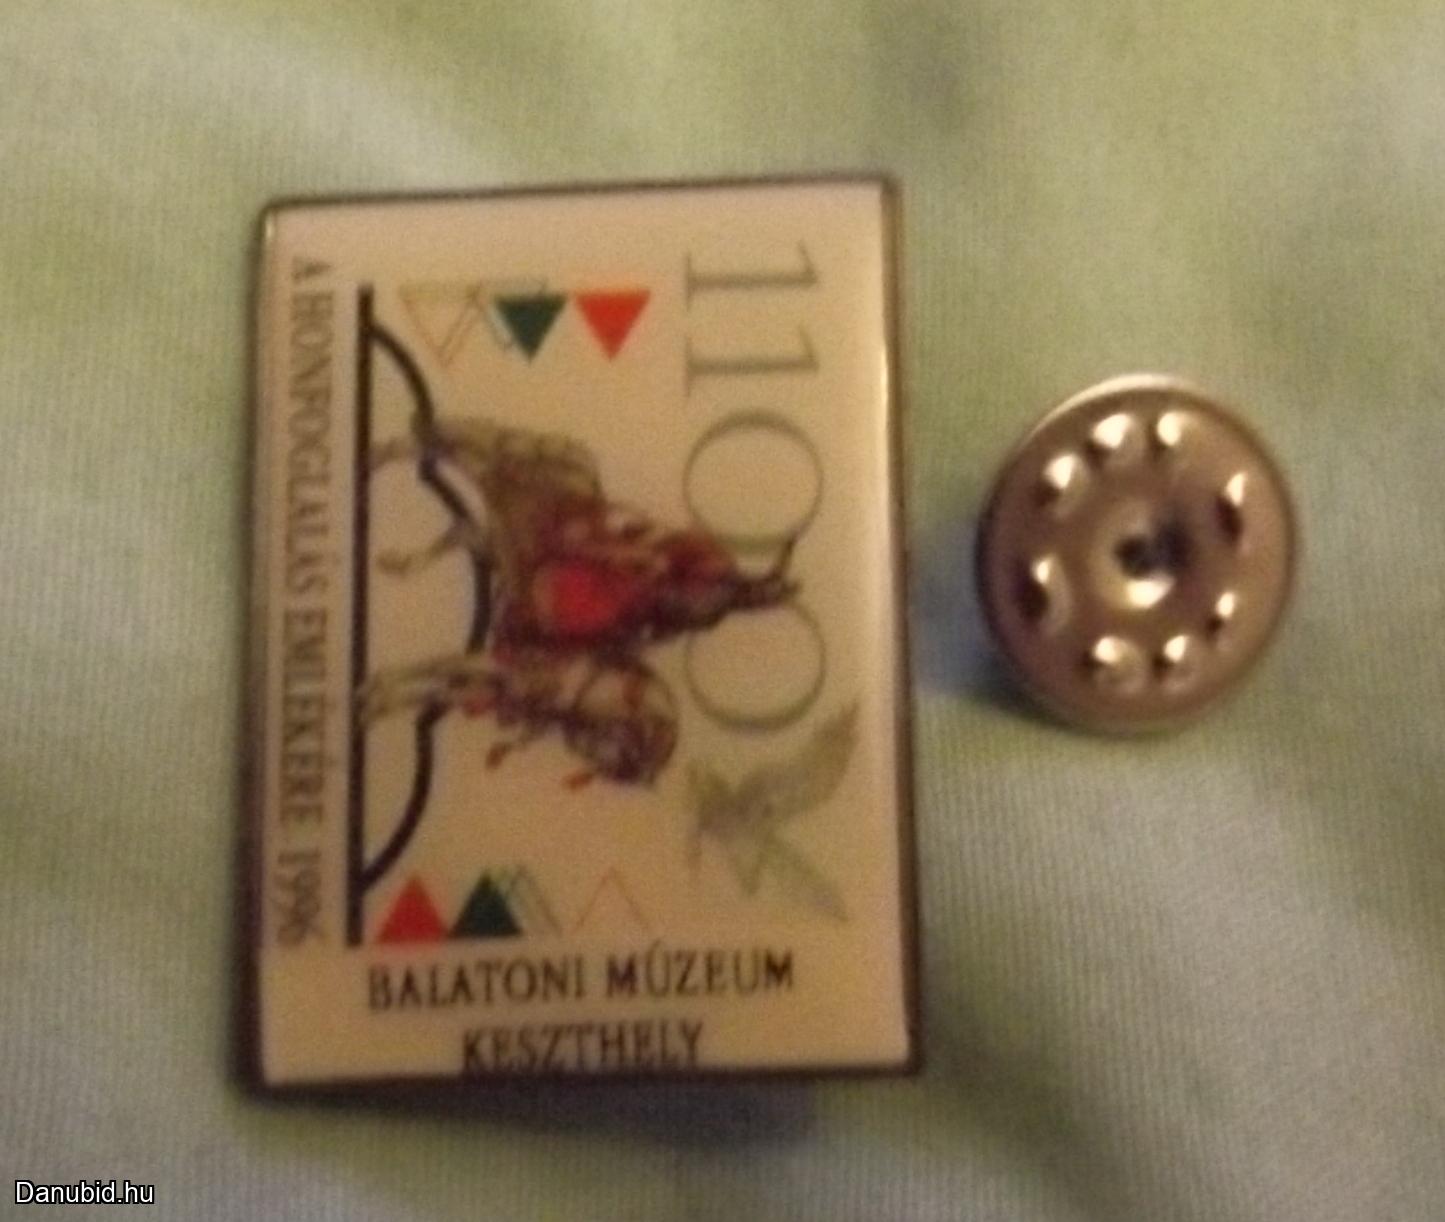 1100
A HONFOGLALÁS EMLÉKÉRE 1996
BALATONI MÚZEUM
KESZTHELY
Danubid.hu